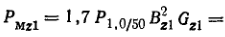 P_{Mz1} = 1,7 P_{1,0/50} B_{z1}^2 G_{z1} =